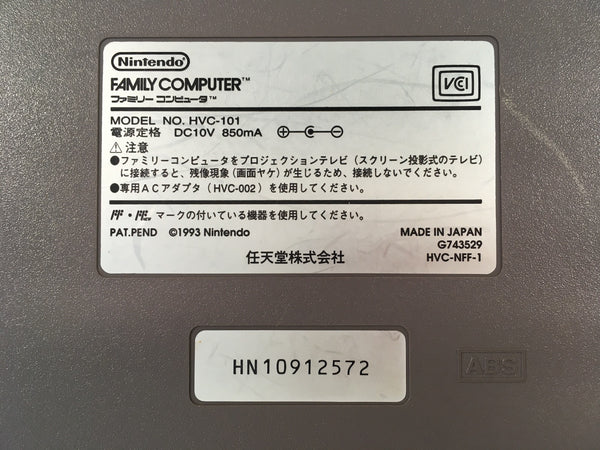 Nintendo®
FAMILY COMPUTER™
ファミリー コンピュータ™
VCCI
MODEL NO. HVC-101
電源定格 DC10V 850mA
⚠注意
●ファミリーコンピュータをプロジェクションテレビ（スクリーン投影式のテレビ）
に接続すると、残像現象（画面ヤケ）が生じるため、接続しないでください。
●専用ACアダプタ（HVC-002）を使用してください。
FF・FF NEW マークの付いている機器を使用してください。
PAT.PEND ©1993 Nintendo
MADE IN JAPAN
G743529
任天堂株式会社
HVC-NFF-1
HN10912572
ABS